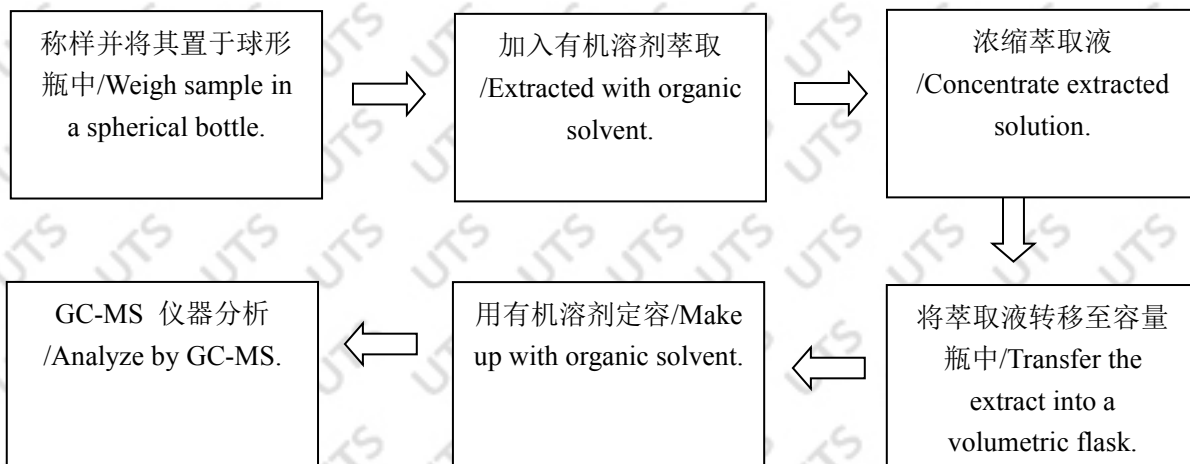 称样并将其置于球形
瓶中/Weigh sample in
a spherical bottle.
加入有机溶剂萃取
/Extracted with organic
solvent.
浓缩萃取液
/Concentrate extracted
solution.
将萃取液转移至容量
瓶中/Transfer the
extract into a
volumetric flask.
用有机溶剂定容/Make
up with organic solvent.
GC-MS 仪器分析
/Analyze by GC-MS.
UTS